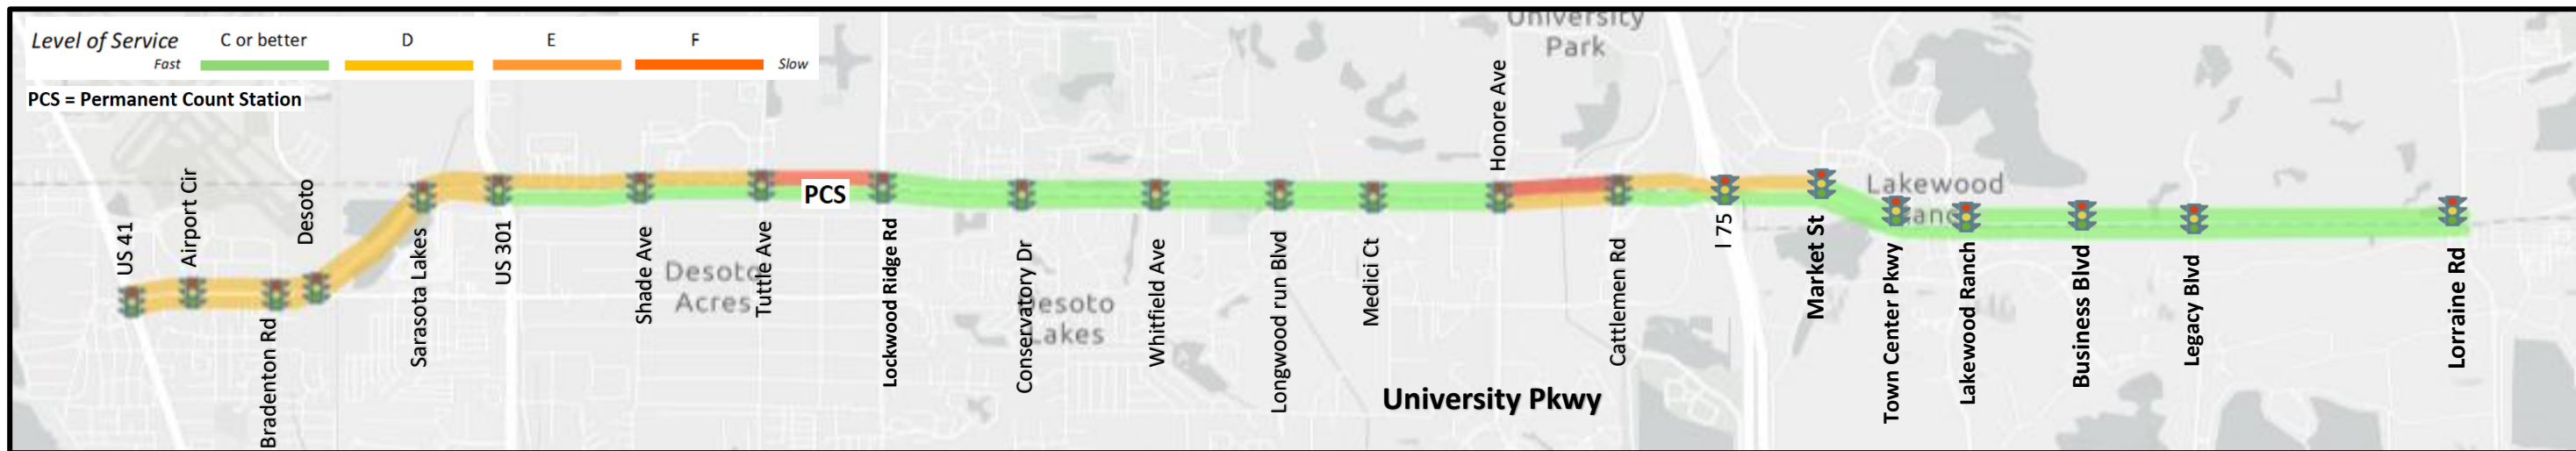 Level of Service C or better D E F
Fast Slow
PCS = Permanent Count Station
University
Park
Honore Ave
Airport Cir
Desoto
PCS
Lakewood
US 41
Sarasota Lakes
US 301
Shade Ave
Desoto
Acres
Tuttle Ave
Lockwood Ridge Rd
Conservatory Dr
Lakes
Whitfield Ave
Longwood run Blvd
Medici Ct
Cattlemen Rd
I 75
Market St
Town Center Pkwy
Lakewood Ranch
Business Blvd
Legacy Blvd
Lorraine Rd
Bradenton Rd
University Pkwy